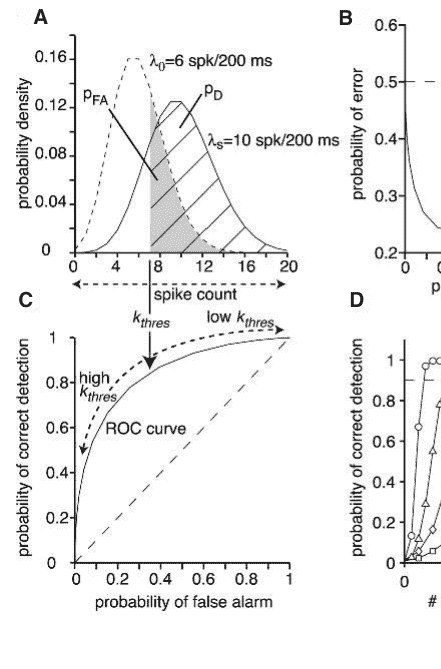 A
λ0=6 spk/200 ms
pFA
pD
λs=10 spk/200 ms
probability density
0.16
0.12
0.08
0.04
0
0 4 8 12 16 20
spike count
kthres
low kthres
B
probability of error
0.6
0.5
0.4
0.3
0.2
0
p
C
high
kthres
ROC curve
probability of correct detection
1
0.8
0.6
0.4
0.2
0
0 0.2 0.4 0.6 0.8 1
probability of false alarm
D
probability of correct detection
1
0.8
0.6
0.4
0.2
0
0
#